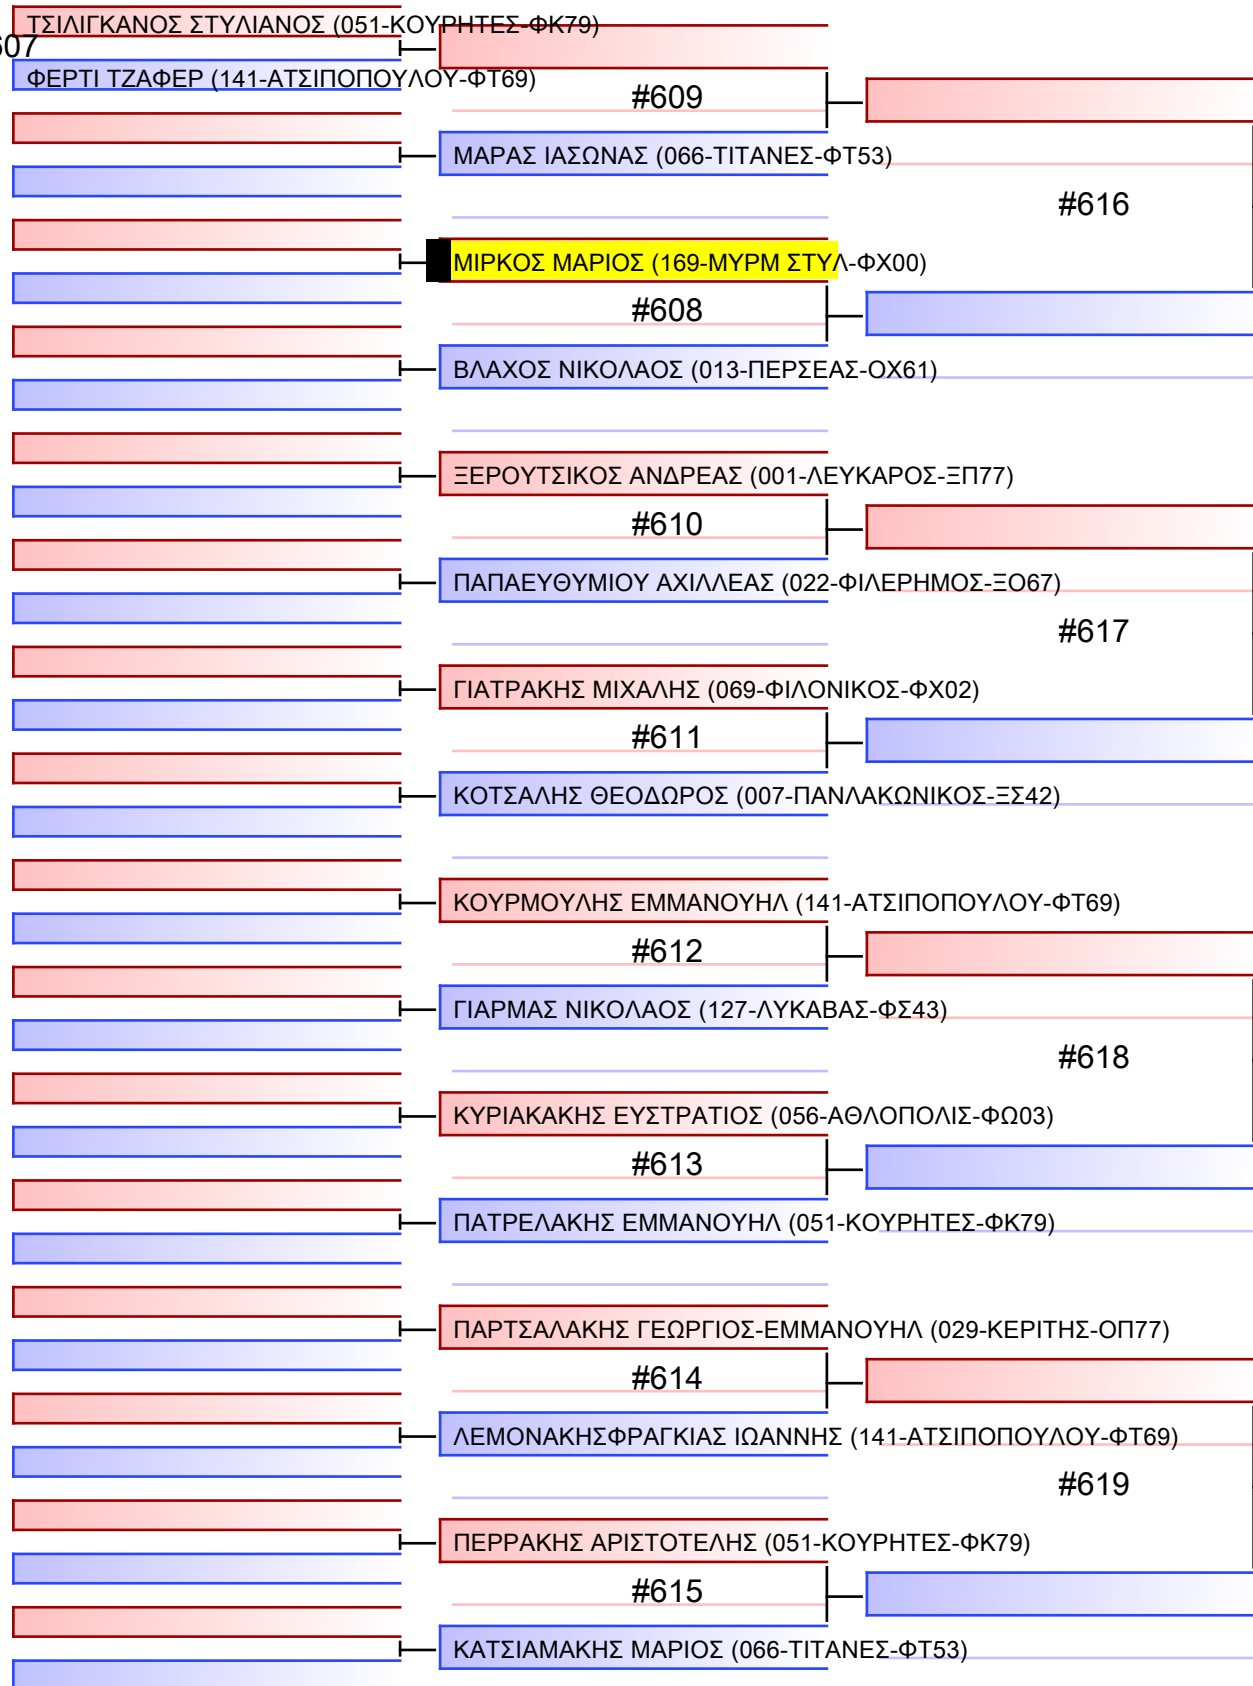 ΤΣΙΛΙΓΚΑΝΟΣ ΣΤΥΛΙΑΝΟΣ (051-ΚΟΥΡΗΤΕΣ-ΦΚ79)
607
ΦΕΡΤΙ ΤΖΑΦΕΡ (141-ΑΤΣΙΠΟΠΟΥΛΟΥ-ΦΤ69)
#609
ΜΑΡΑΣ ΙΑΣΩΝΑΣ (066-ΤΙΤΑΝΕΣ-ΦΤ53)
#616
ΜΙΡΚΟΣ ΜΑΡΙΟΣ (169-ΜΥΡΜ ΣΤΥΛ-ΦΧ00)
#608
ΒΛΑΧΟΣ ΝΙΚΟΛΑΟΣ (013-ΠΕΡΣΕΑΣ-ΟΧ61)
ΞΕΡΟΥΤΣΙΚΟΣ ΑΝΔΡΕΑΣ (001-ΛΕΥΚΑΡΟΣ-ΞΠ77)
#610
ΠΑΠΑΕΥΘΥΜΙΟΥ ΑΧΙΛΛΕΑΣ (022-ΦΙΛΕΡΗΜΟΣ-ΞΟ67)
#617
ΓΙΑΤΡΑΚΗΣ ΜΙΧΑΛΗΣ (069-ΦΙΛΟΝΙΚΟΣ-ΦΧ02)
#611
ΚΟΤΣΑΛΗΣ ΘΕΟΔΩΡΟΣ (007-ΠΑΝΛΑΚΩΝΙΚΟΣ-ΞΣ42)
ΚΟΥΡΜΟΥΛΗΣ ΕΜΜΑΝΟΥΗΛ (141-ΑΤΣΙΠΟΠΟΥΛΟΥ-ΦΤ69)
#612
ΓΙΑΡΜΑΣ ΝΙΚΟΛΑΟΣ (127-ΛΥΚΑΒΑΣ-ΦΣ43)
#618
ΚΥΡΙΑΚΑΚΗΣ ΕΥΣΤΡΑΤΙΟΣ (056-ΑΘΛΟΠΟΛΙΣ-ΦΩ03)
#613
ΠΑΤΡΕΛΑΚΗΣ ΕΜΜΑΝΟΥΗΛ (051-ΚΟΥΡΗΤΕΣ-ΦΚ79)
ΠΑΡΤΣΑΛΑΚΗΣ ΓΕΩΡΓΙΟΣ-ΕΜΜΑΝΟΥΗΛ (029-ΚΕΡΙΤΗΣ-ΟΠ77)
#614
ΛΕΜΟΝΑΚΗΣΦΡΑΓΚΙΑΣ ΙΩΑΝΝΗΣ (141-ΑΤΣΙΠΟΠΟΥΛΟΥ-ΦΤ69)
#619
ΠΕΡΡΑΚΗΣ ΑΡΙΣΤΟΤΕΛΗΣ (051-ΚΟΥΡΗΤΕΣ-ΦΚ79)
#615
ΚΑΤΣΙΑΜΑΚΗΣ ΜΑΡΙΟΣ (066-ΤΙΤΑΝΕΣ-ΦΤ53)